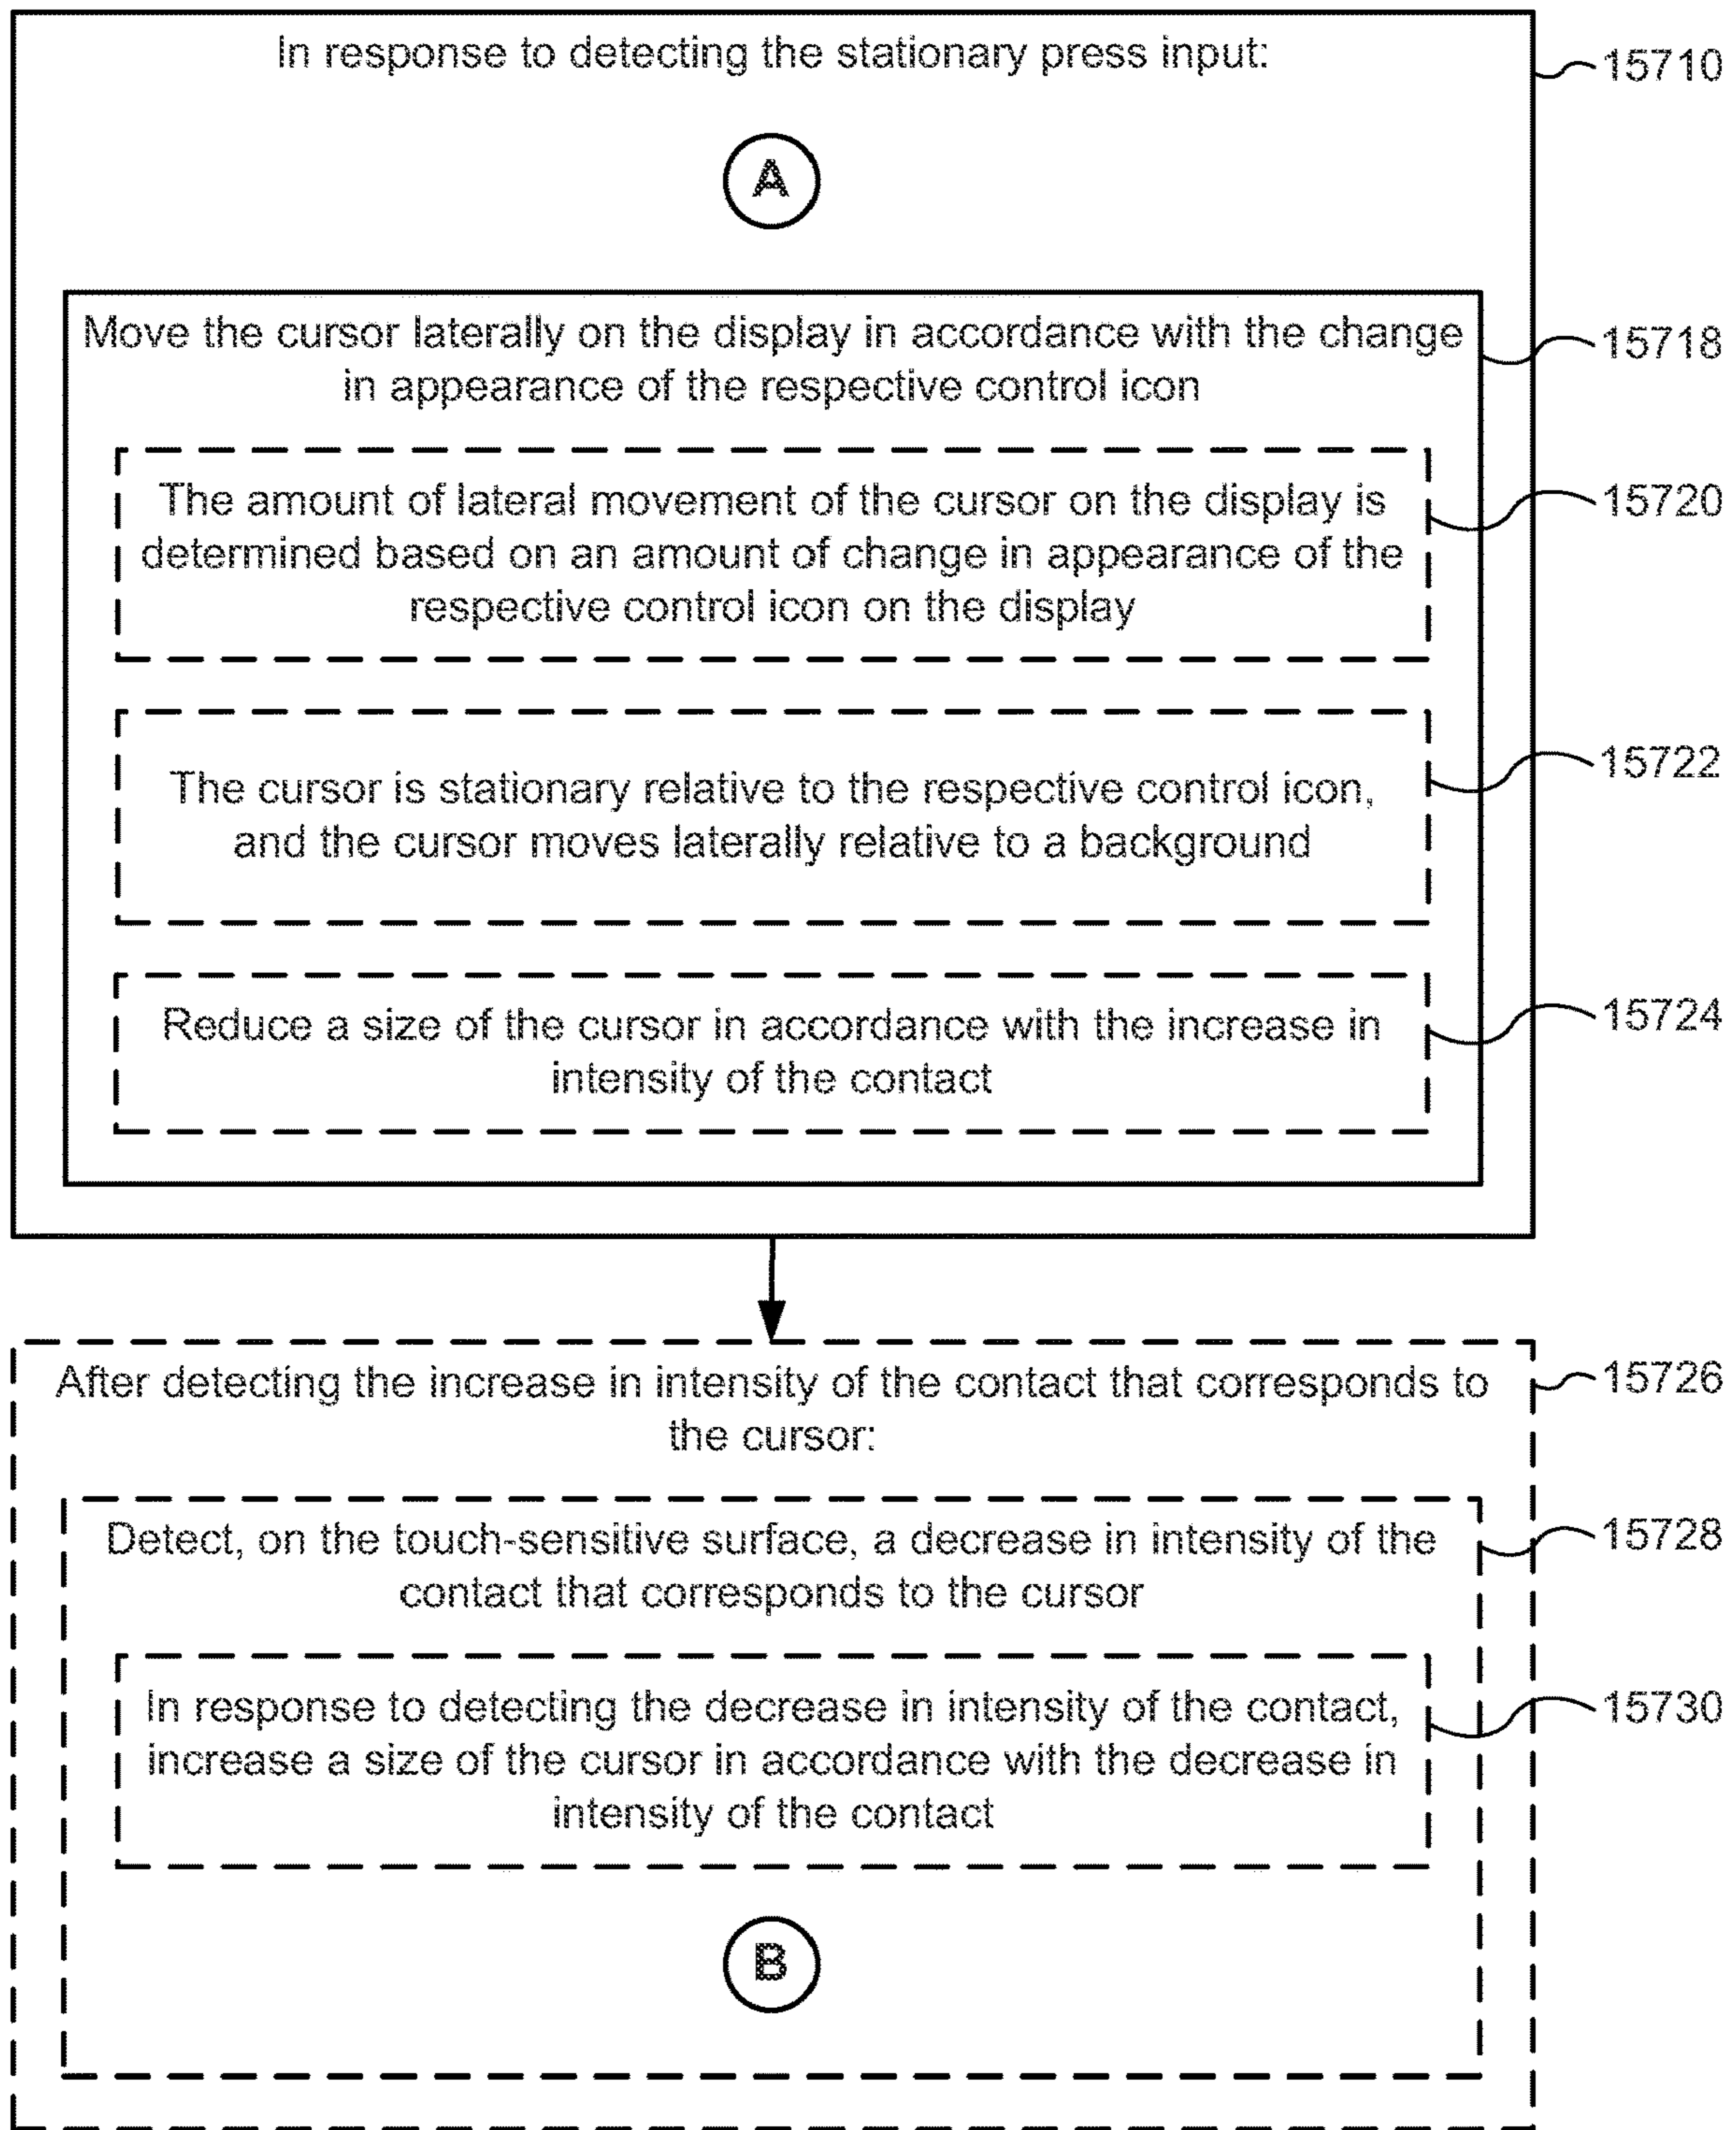 In response to detecting the stationary press input:
15710
A
Move the cursor laterally on the display in accordance with the change
in appearance of the respective control icon
15718
The amount of lateral movement of the cursor on the display is
determined based on an amount of change in appearance of the
respective control icon on the display
15720
The cursor is stationary relative to the respective control icon,
and the cursor moves laterally relative to a background
15722
Reduce a size of the cursor in accordance with the increase in
intensity of the contact
15724
After detecting the increase in intensity of the contact that corresponds to
the cursor:
15726
Detect, on the touch-sensitive surface, a decrease in intensity of the
contact that corresponds to the cursor
15728
In response to detecting the decrease in intensity of the contact,
increase a size of the cursor in accordance with the decrease in
intensity of the contact
15730
B